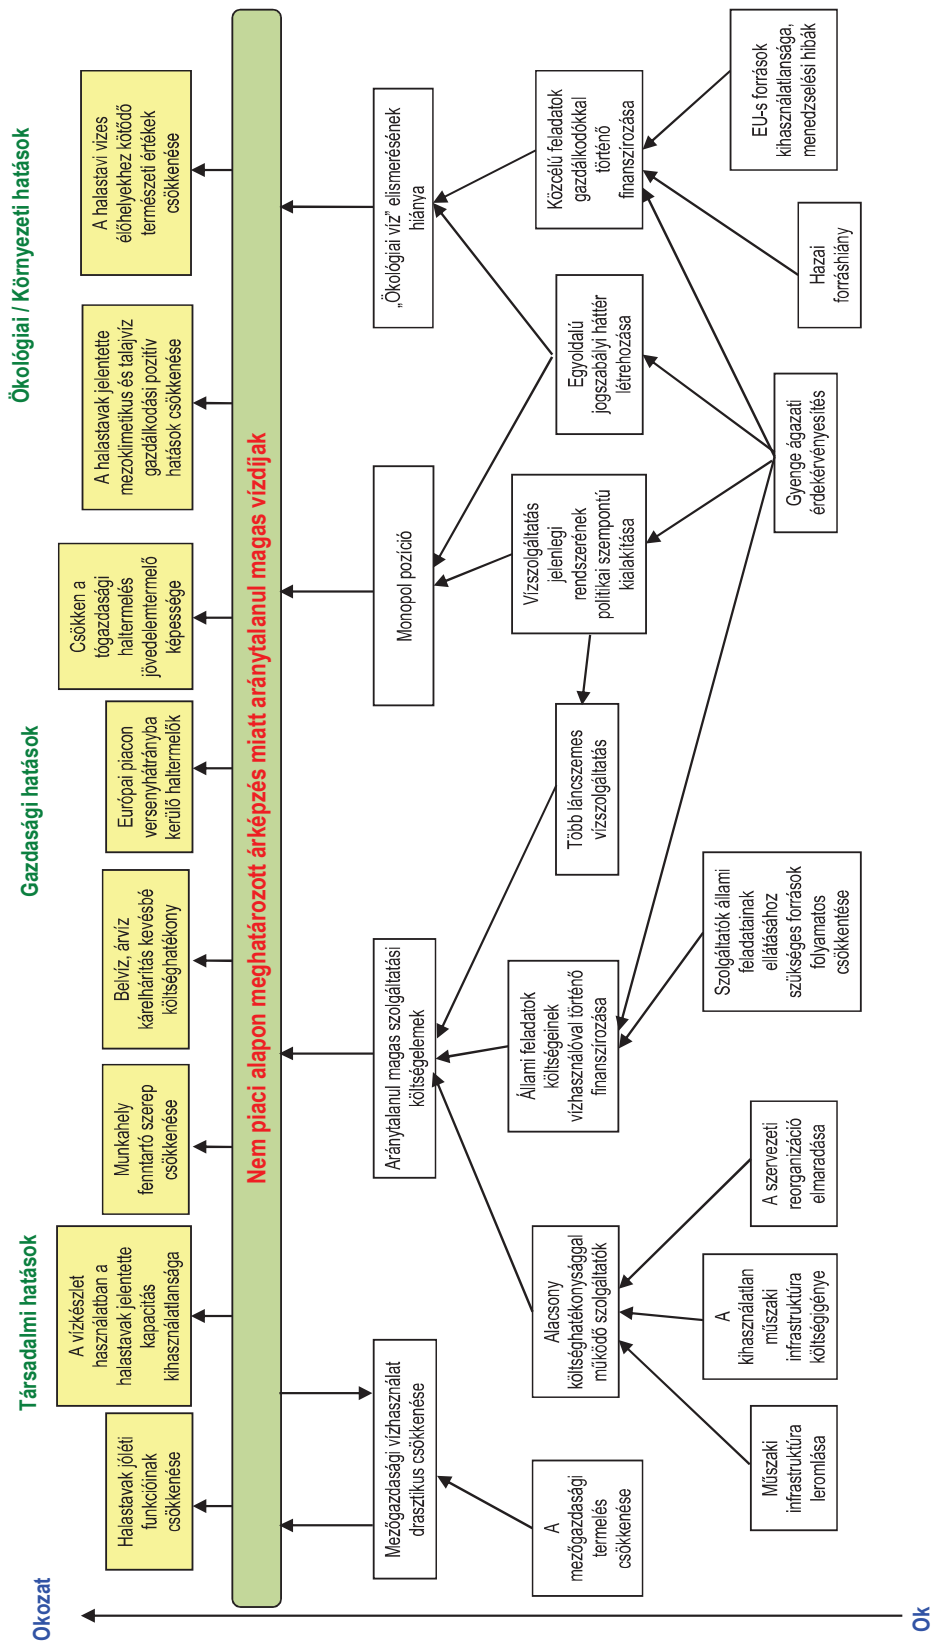 Okozat
Társadalmi hatások
Gazdasági hatások
Ökológiai / Környezeti hatások
Halastavak jóléti
funkcióinak
csökkenése
A vízkészlet
használatban a
halastavak jelentette
kapacitás
kihasználatlansága
Munkahely
fenntartó szerep
csökkenése
Belvíz, árvíz
kárelhárítás kevésbé
költséghatékony
Európai piacon
versenyhátrányba
kerülő haltermelők
Csökken a
tógazdasági
haltermelés
jövedelemtermelő
képessége
A halastavak jelentette
mezoklimetikus és talajvíz
gazdálkodási pozitív
hatások csökkenése
A halastavi vizes
élőhelyekhez kötődő
természeti értékek
csökkenése
Nem piaci alapon meghatározott árképzés miatt aránytalanul magas vízdíjak
Mezőgazdasági vízhasználat
drasztikus csökkenése
Aránytalanul magas szolgáltatási
költségelemek
Monopol pozíció
„Ökológiai víz” elismerésének
hiánya
A
mezőgazdasági
termelés
csökkenése
Alacsony
költséghatékonysággal
működő szolgáltatók
Állami feladatok
költségeinek
vízhasználóval történő
finanszírozása
Több láncszemes
vízszolgáltatás
Vízszolgáltatás
jelenlegi
rendszerének
politikai szempontú
kialakítása
Egyoldalú
jogszabályi háttér
létrehozása
Közcélú feladatok
gazdálkodókkal
történő
finanszírozása
Műszaki
infrastruktúra
leromlása
A
kihasználatlan
műszaki
infrastruktúra
költségigénye
A szervezeti
reorganizáció
elmaradása
Szolgáltatók állami
feladatainak
ellátásához
szükséges források
folyamatos
csökkentése
Gyenge ágazati
érdekérvényesítés
Hazai
forráshiány
EU-s források
kihasználatlansága,
menedzselési hibák
Ok